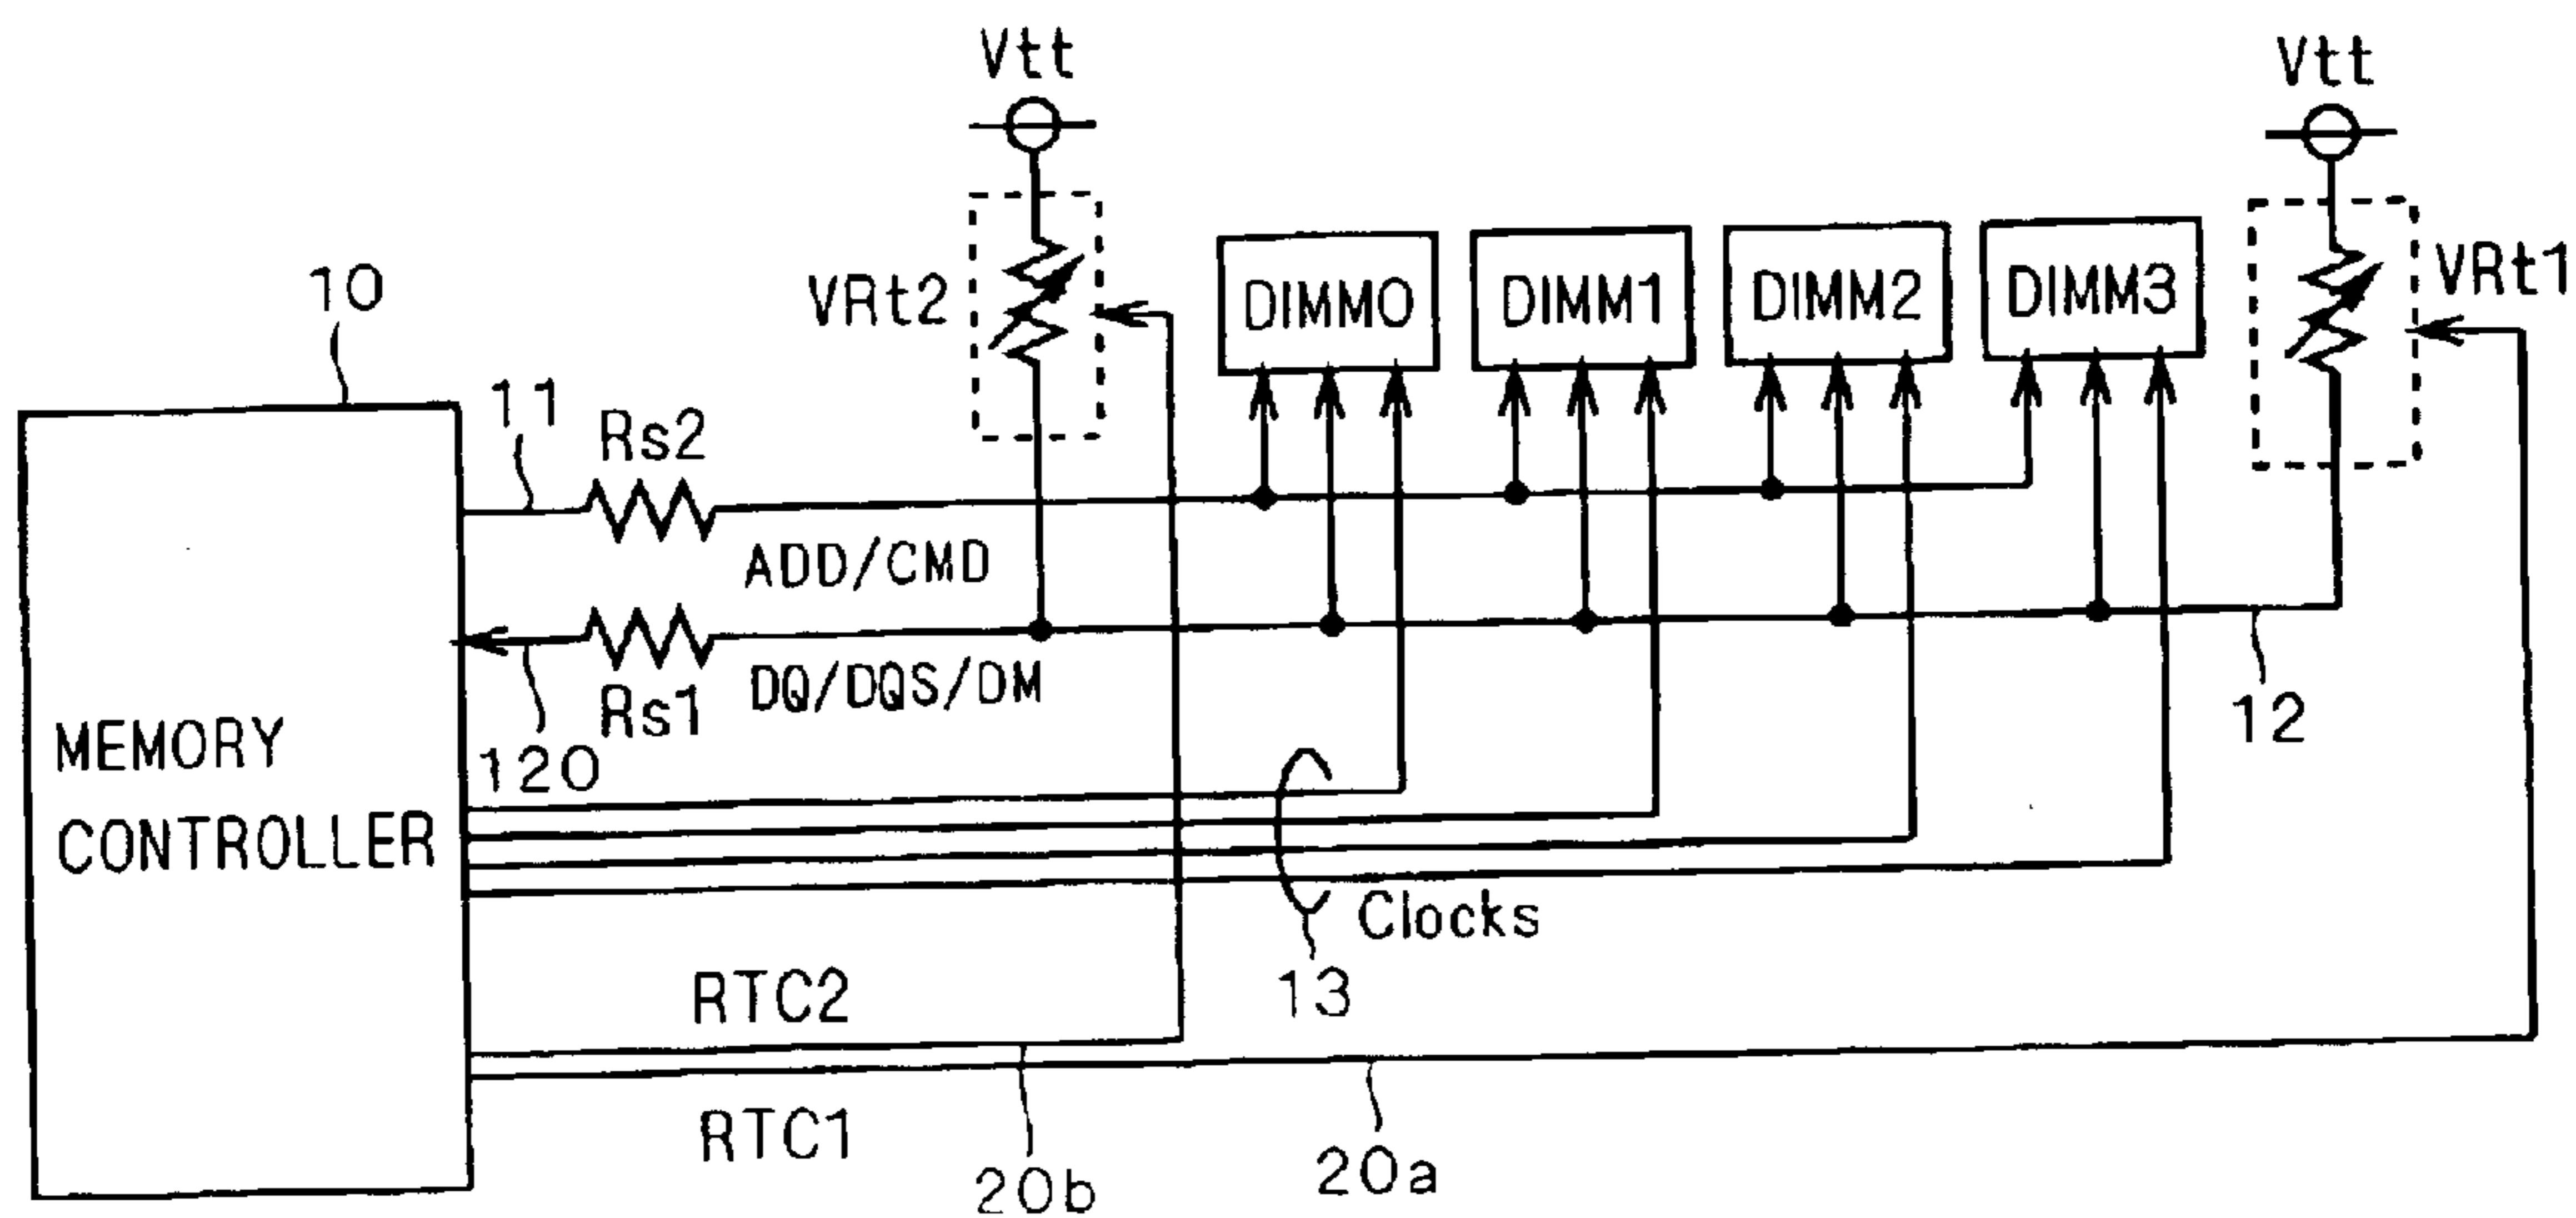 Vtt
Vtt
VRt2
DIMM0
DIMM1
DIMM2
DIMM3
VRt1
10
11
Rs2
ADD/CMD
Rs1
DQ/DQS/DM
120
12
MEMORY
CONTROLLER
Clocks
13
RTC2
RTC1
20b
20a